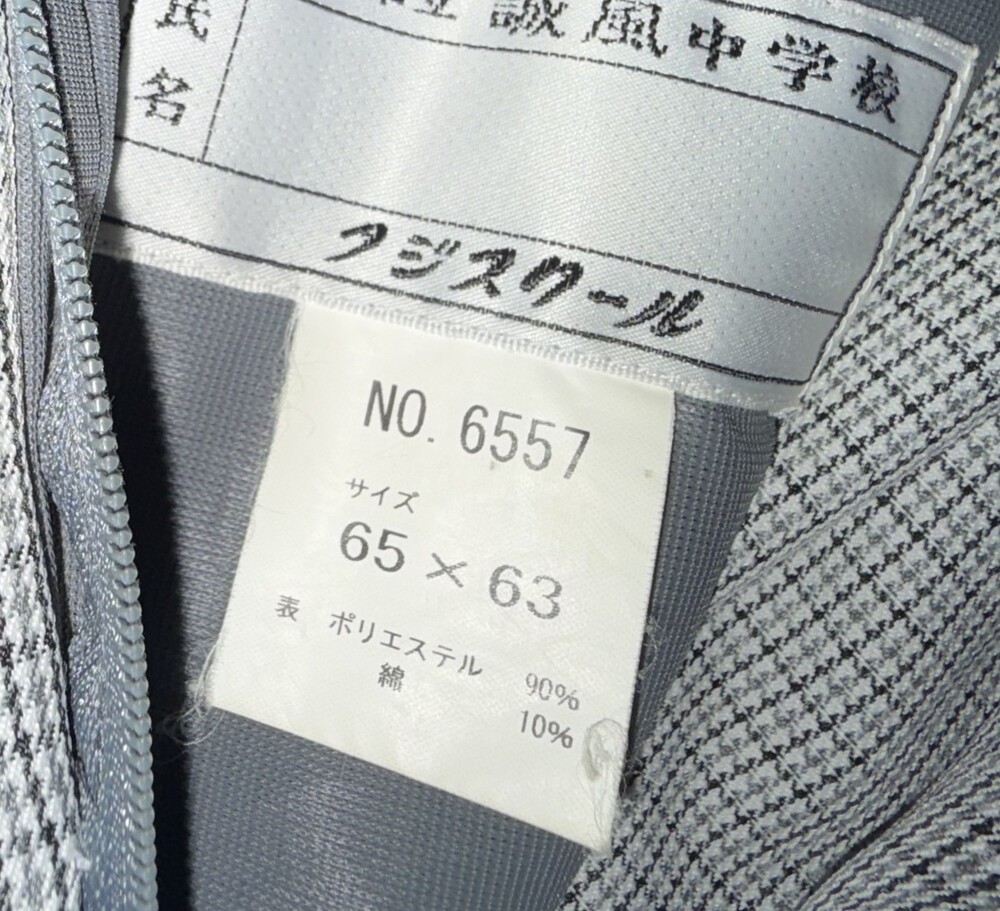 立誠風中学校
氏名
フジスクール
NO. 6557
サイズ
65 × 63
表 ポリエステル 90%
綿 10%